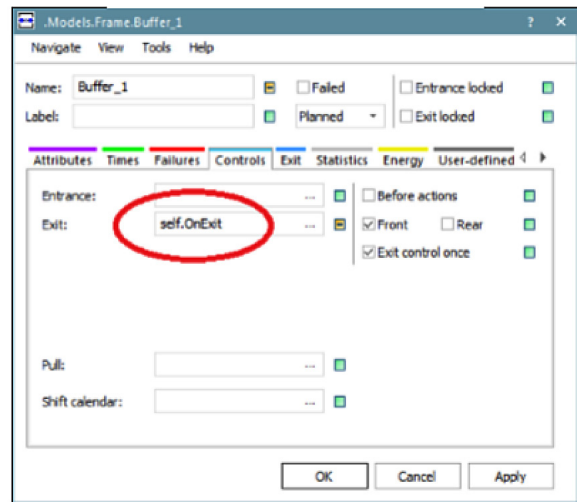 .Models.Frame.Buffer_1 ? ×
Navigate View Tools Help
Name: Buffer_1 Failed Entrance locked
Label: Planned Exit locked
Attributes Times Failures Controls Exit Statistics Energy User-defined
Entrance: ... Before actions
Exit: self.OnExit ... Front Rear
Exit control once
Pull: ...
Shift calendar: ...
OK Cancel Apply